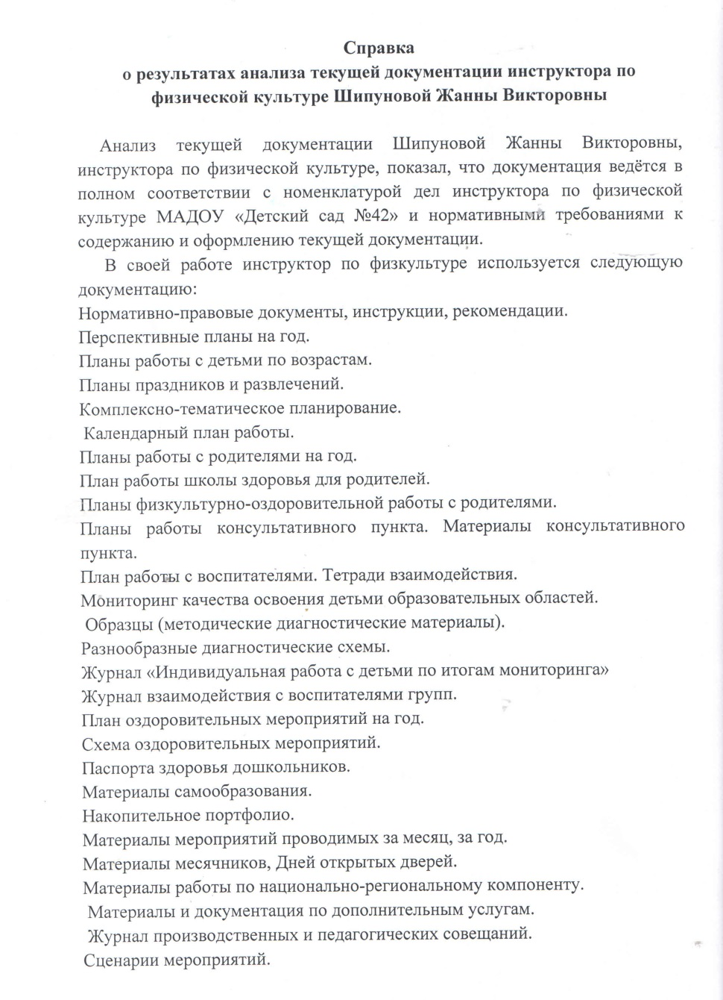 Справка
о результатах анализа текущей документации инструктора по
физической культуре Шипуновой Жанны Викторовны
Анализ текущей документации Шипуновой Жанны Викторовны,
инструктора по физической культуре, показал, что документация ведётся в
полном соответствии с номенклатурой дел инструктора по физической
культуре МАДОУ «Детский сад №42» и нормативными требованиями к
содержанию и оформлению текущей документации.
В своей работе инструктор по физкультуре используется следующую
документацию:
Нормативно-правовые документы, инструкции, рекомендации.
Перспективные планы на год.
Планы работы с детьми по возрастам.
Планы праздников и развлечений.
Комплексно-тематическое планирование.
Календарный план работы.
Планы работы с родителями на год.
План работы школы здоровья для родителей.
Планы физкультурно-оздоровительной работы с родителями.
Планы работы консультативного пункта. Материалы консультативного
пункта.
План работы с воспитателями. Тетради взаимодействия.
Мониторинг качества освоения детьми образовательных областей.
Образцы (методические диагностические материалы).
Разнообразные диагностические схемы.
Журнал «Индивидуальная работа с детьми по итогам мониторинга»
Журнал взаимодействия с воспитателями групп.
План оздоровительных мероприятий на год.
Схема оздоровительных мероприятий.
Паспорта здоровья дошкольников.
Материалы самообразования.
Накопительное портфолио.
Материалы мероприятий проводимых за месяц, за год.
Материалы месячников, Дней открытых дверей.
Материалы работы по национально-региональному компоненту.
Материалы и документация по дополнительным услугам.
Журнал производственных и педагогических совещаний.
Сценарии мероприятий.